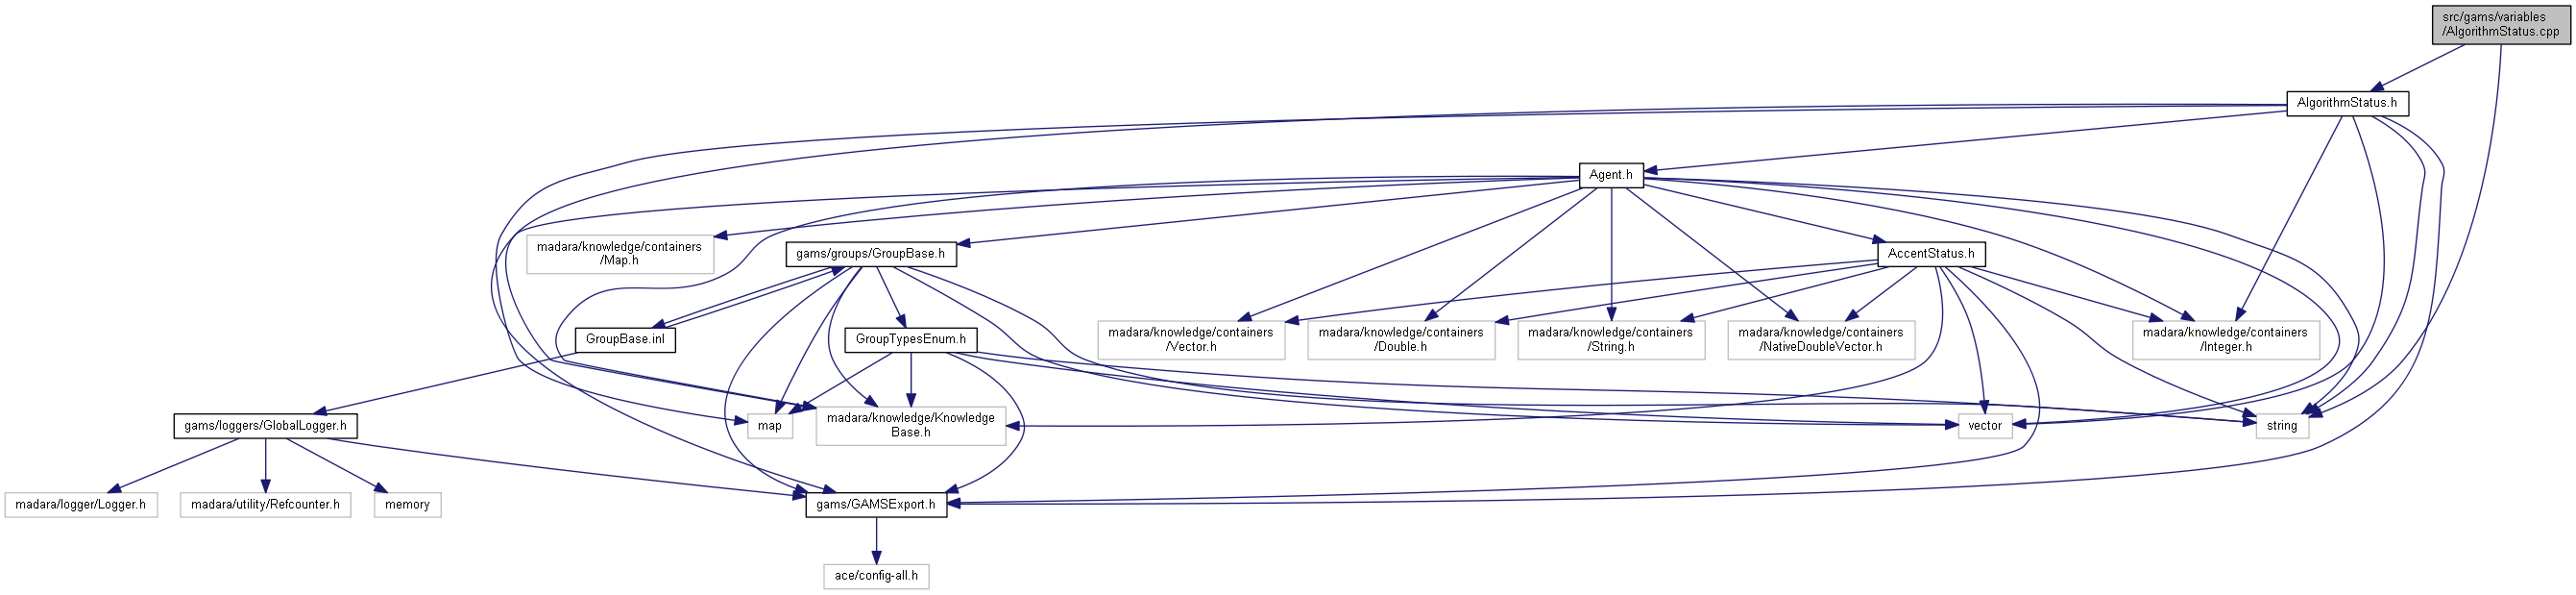 src/gams/variables
/AlgorithmStatus.cpp
AlgorithmStatus.h
Agent.h
madara/knowledge/containers
/Map.h
gams/groups/GroupBase.h
AccentStatus.h
GroupBase.inl
GroupTypesEnum.h
madara/knowledge/containers
/Vector.h
madara/knowledge/containers
/Double.h
madara/knowledge/containers
/String.h
madara/knowledge/containers
/NativeDoubleVector.h
madara/knowledge/containers
/Integer.h
gams/loggers/GlobalLogger.h
map
madara/knowledge/Knowledge
Base.h
vector
string
madara/logger/Logger.h
madara/utility/Refcounter.h
memory
gams/GAMSExport.h
ace/config-all.h